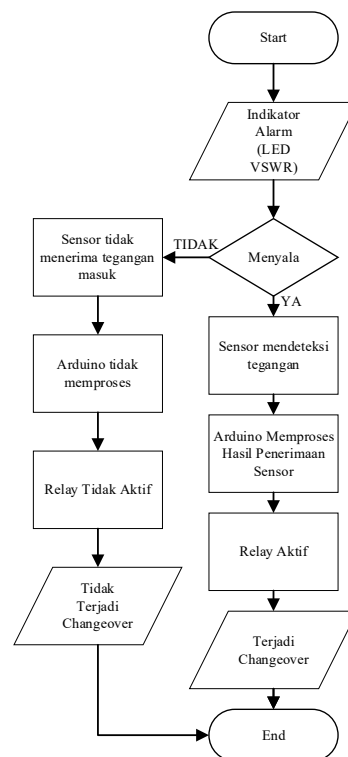 Start
Indikator
Alarm
(LED
VSWR)
Menyala
TIDAK
YA
Sensor tidak
menerima tegangan
masuk
Arduino tidak
memproses
Relay Tidak Aktif
Tidak
Terjadi
Changeover
Sensor mendeteksi
tegangan
Arduino Memproses
Hasil Penerimaan
Sensor
Relay Aktif
Terjadi
Changeover
End